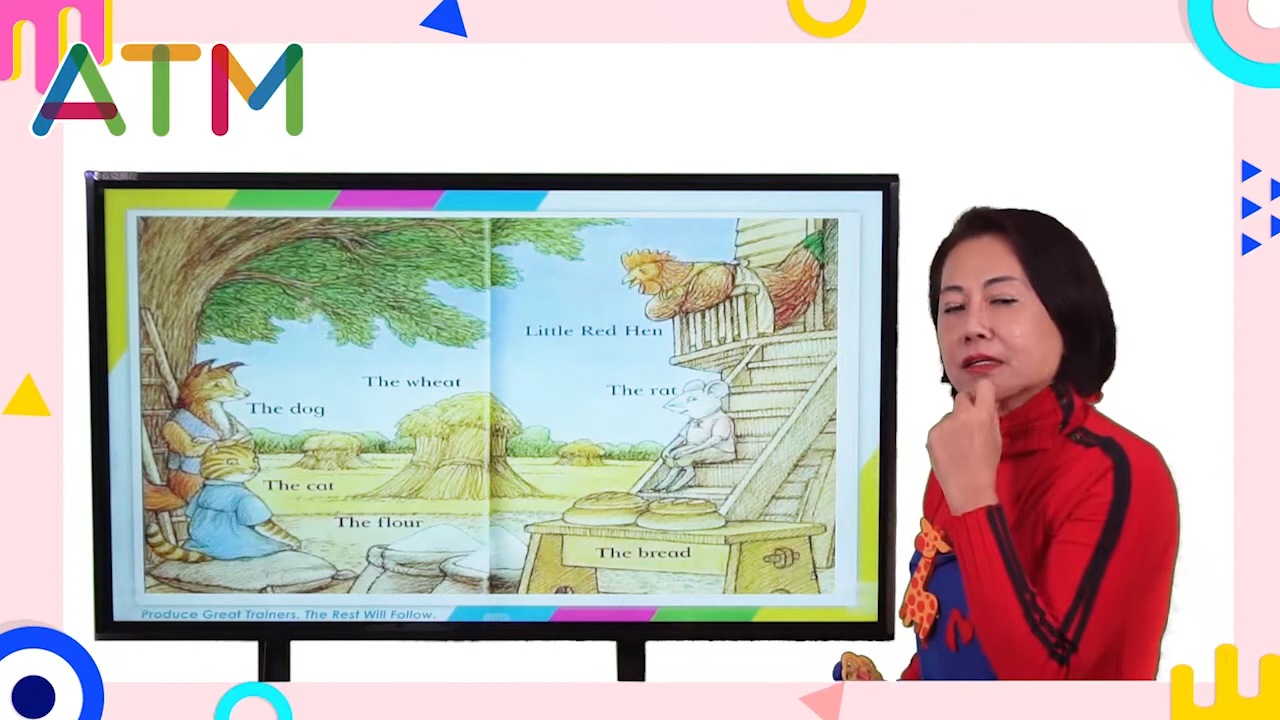 ATM
Little Red Hen
The wheat
The rat
The dog
The cat
The flour
The bread
Produce Great Trainers, The Rest Will Follow.